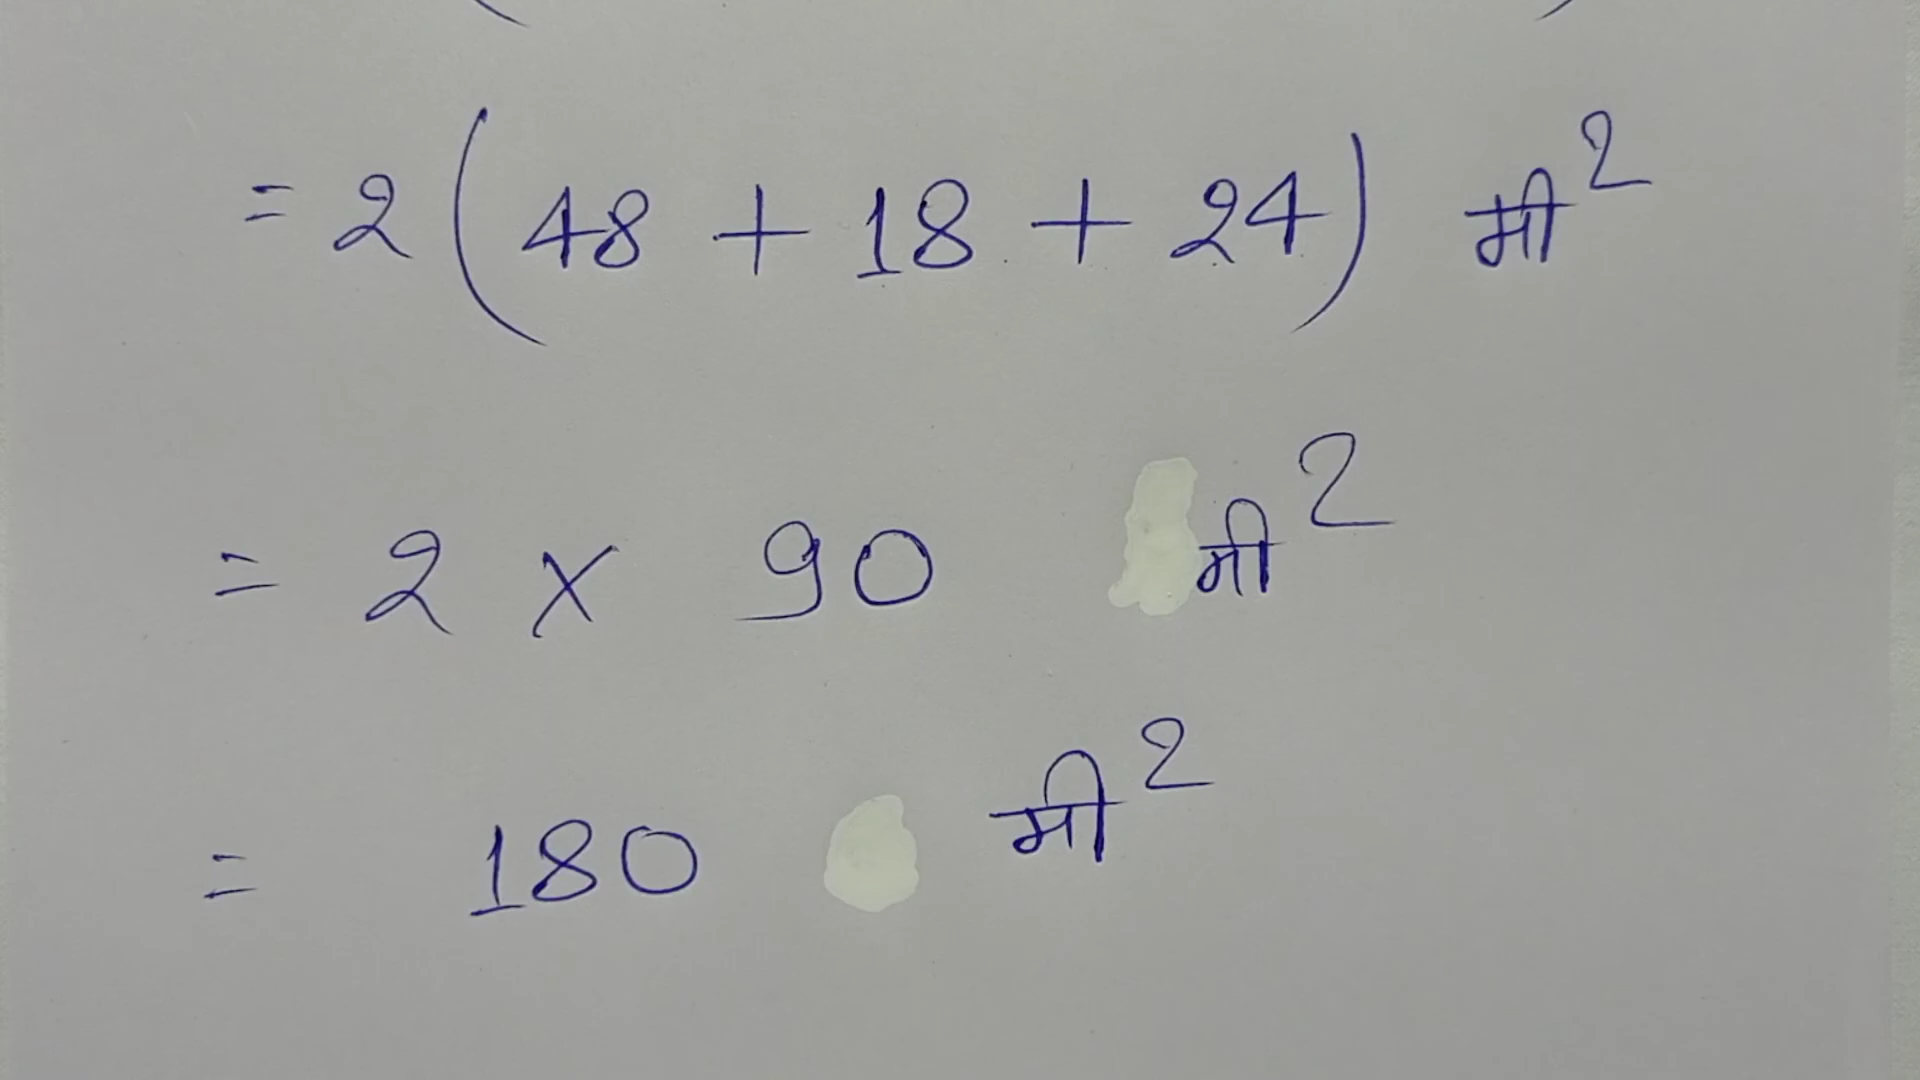 = 2 ( 48 + 18 + 24 ) मी²
= 2 × 90 मी²
= 180 मी²